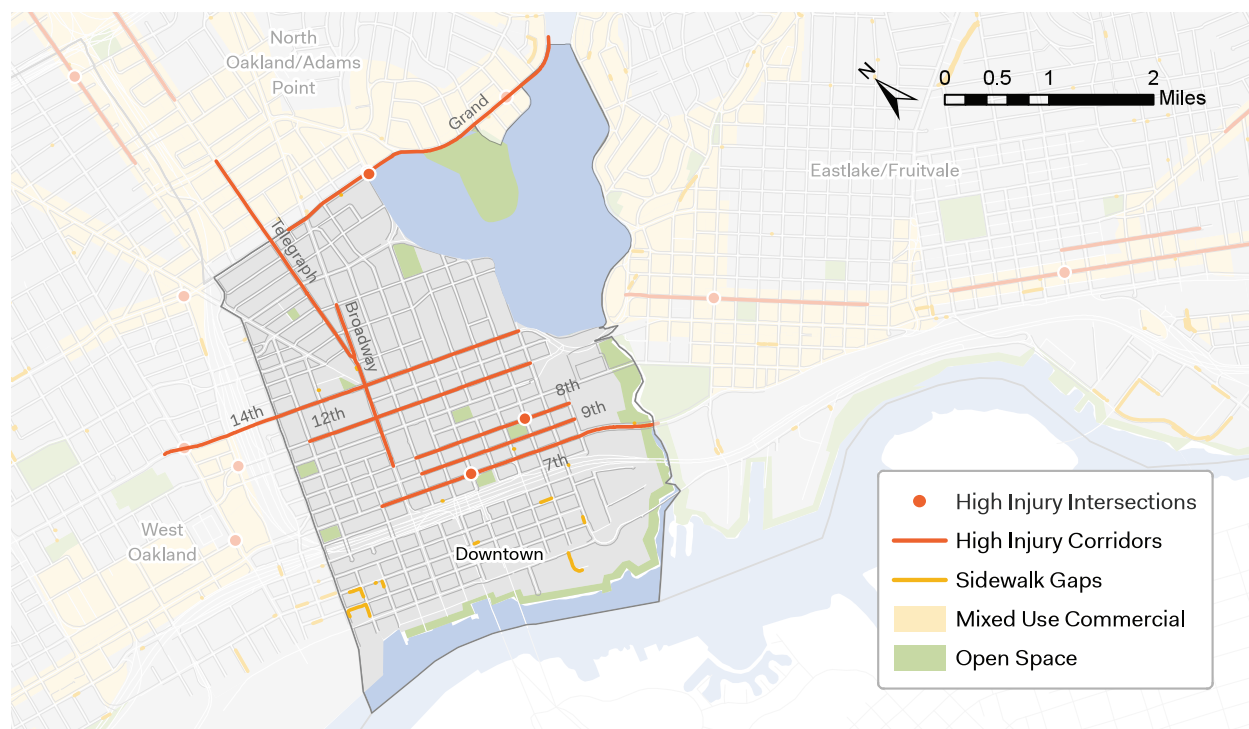 North
Oakland/Adams
Point
Grand
N
0 0.5 1 2
Miles
Eastlake/Fruitvale
Telegraph
Broadway
14th
12th
8th
9th
7th
West
Oakland
Downtown
High Injury Intersections
High Injury Corridors
Sidewalk Gaps
Mixed Use Commercial
Open Space